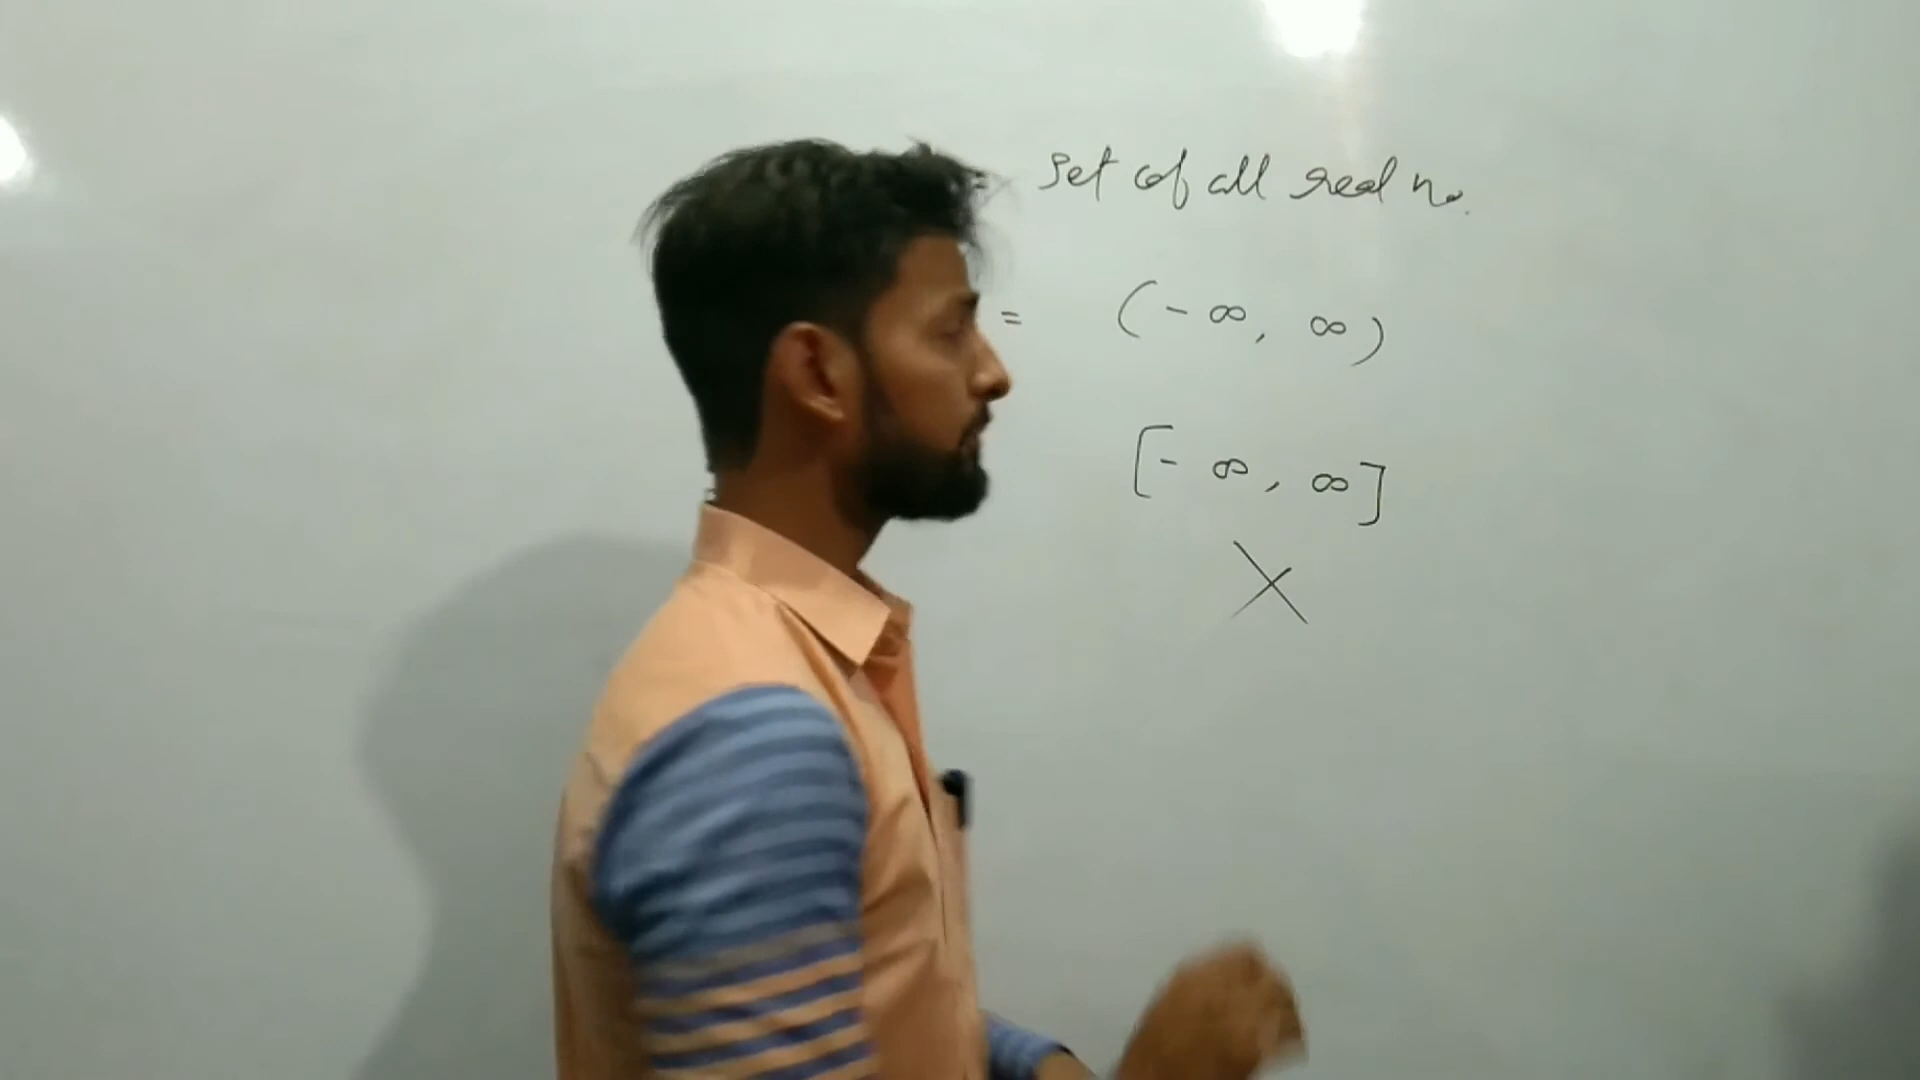 = set of all real no.
= (-∞, ∞)
[-∞, ∞]
X